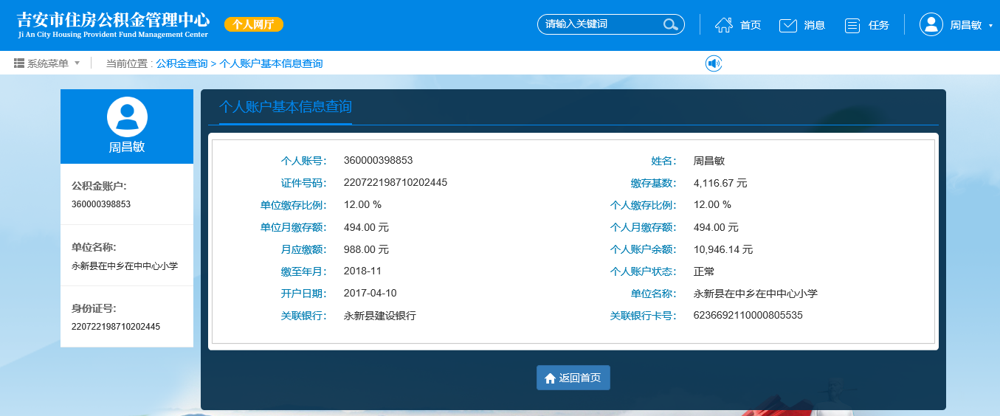 吉安市住房公积金管理中心
Ji An City Housing Provident Fund Management Center
个人网厅
请输入关键词
首页
消息
任务
周昌敏
系统菜单
当前位置 : 公积金查询 > 个人账户基本信息查询
周昌敏
公积金账户:
360000398853
单位名称:
永新县在中乡在中中心小学
身份证号:
220722198710202445
个人账户基本信息查询
个人账号: 360000398853 姓名: 周昌敏
证件号码: 220722198710202445 缴存基数: 4,116.67 元
单位缴存比例: 12.00 % 个人缴存比例: 12.00 %
单位月缴存额: 494.00 元 个人月缴存额: 494.00 元
月应缴额: 988.00 元 个人账户余额: 10,946.14 元
缴至年月: 2018-11 个人账户状态: 正常
开户日期: 2017-04-10 单位名称: 永新县在中乡在中中心小学
关联银行: 永新县建设银行 关联银行卡号: 6236692110000805535
返回首页